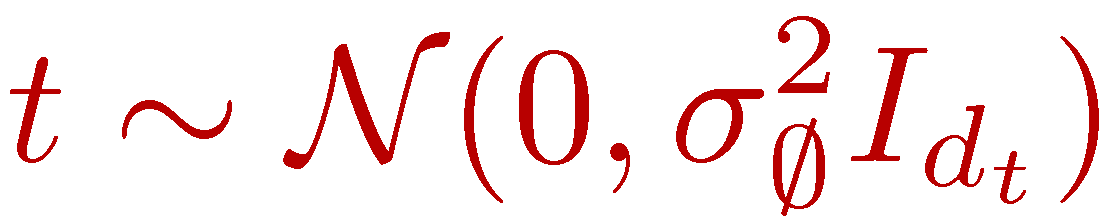 t ∼ 𝒩(0, σ_∅^2 I_{d_t})